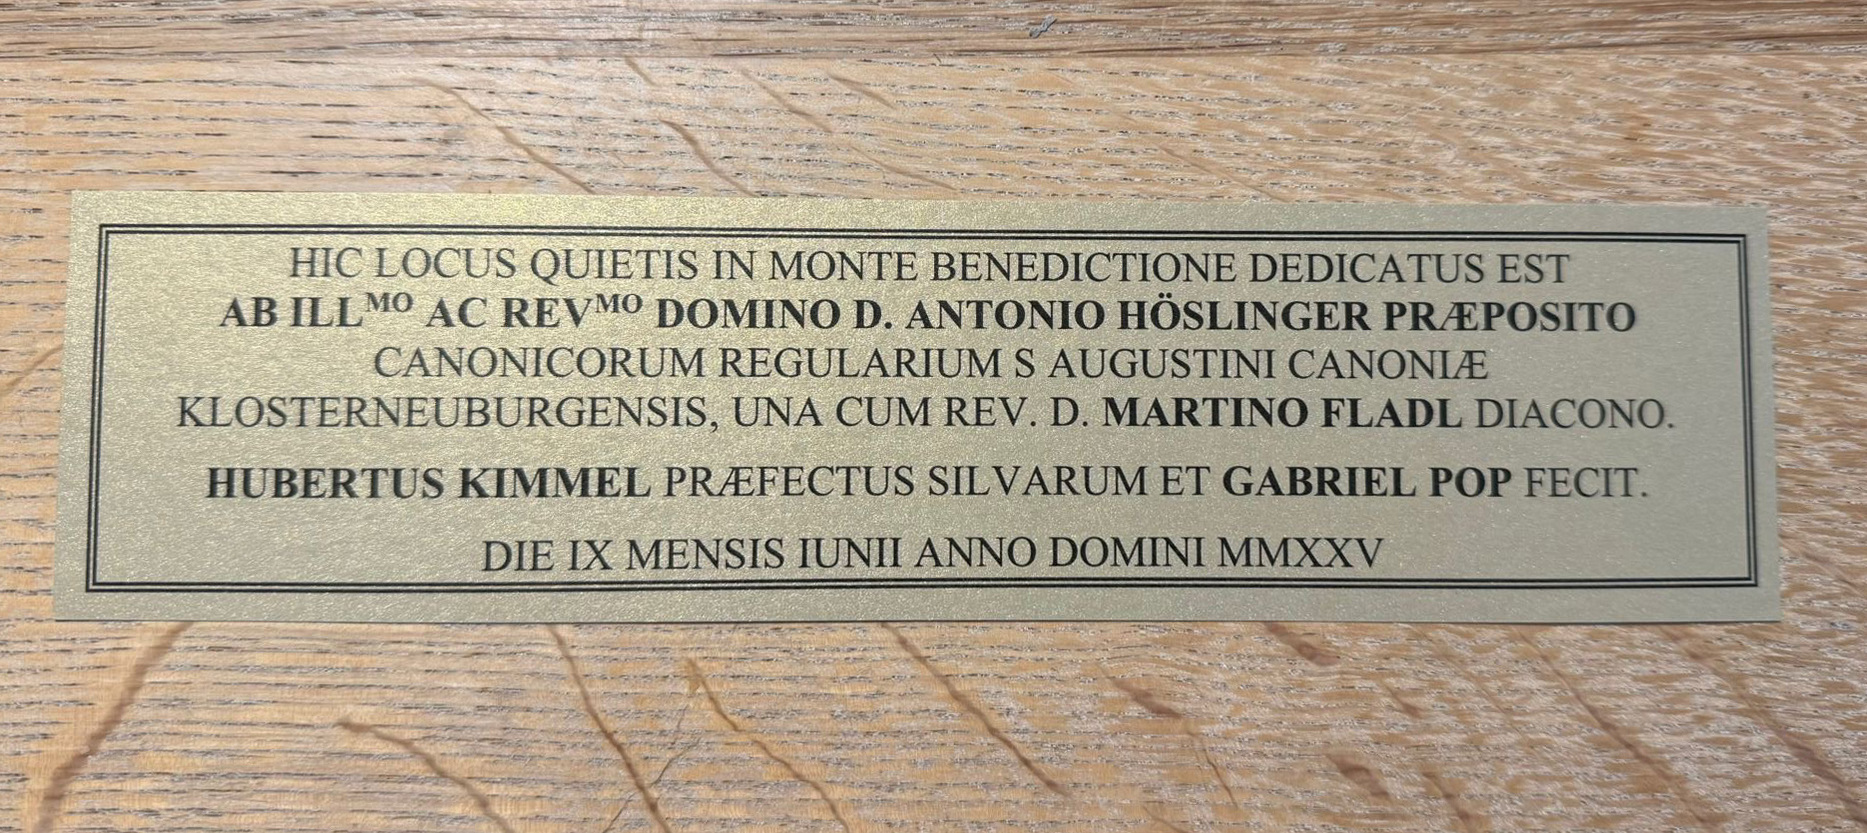 HIC LOCUS QUIETIS IN MONTE BENEDICTIONE DEDICATUS EST
AB ILLᴹᴼ AC REVᴹᴼ DOMINO D. ANTONIO HÖSLINGER PRÆPOSITO
CANONICORUM REGULARIUM S AUGUSTINI CANONIÆ
KLOSTERNEUBURGENSIS, UNA CUM REV. D. MARTINO FLADL DIACONO.
HUBERTUS KIMMEL PRÆFECTUS SILVARUM ET GABRIEL POP FECIT.
DIE IX MENSIS IUNII ANNO DOMINI MMXXV